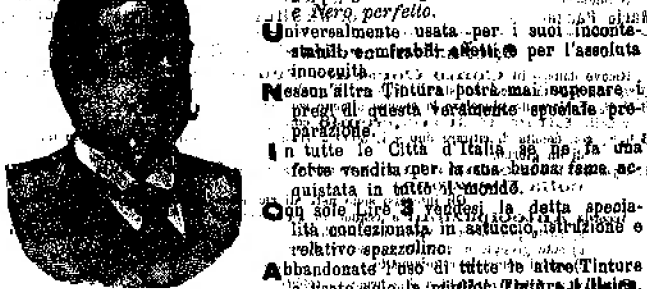 e Nero perfetto.
Universalmente usata per i suoi inconte-
stabili e mirabili effetti e per l'assoluta
innocuità.
Nessun'altra Tintura potrà mai superare i
pregi di questa veramente speciale pre-
parazione.
In tutte le Città d'Italia se ne fa una
forte vendita per la sua buona fama ac-
quistata in tutto il mondo.
Con sole Lire 3 vendesi la detta specia-
lità confezionata in astuccio, istruzione e
relativo spazzolino.
Abbandonate l'uso di tutte le altre Tinture